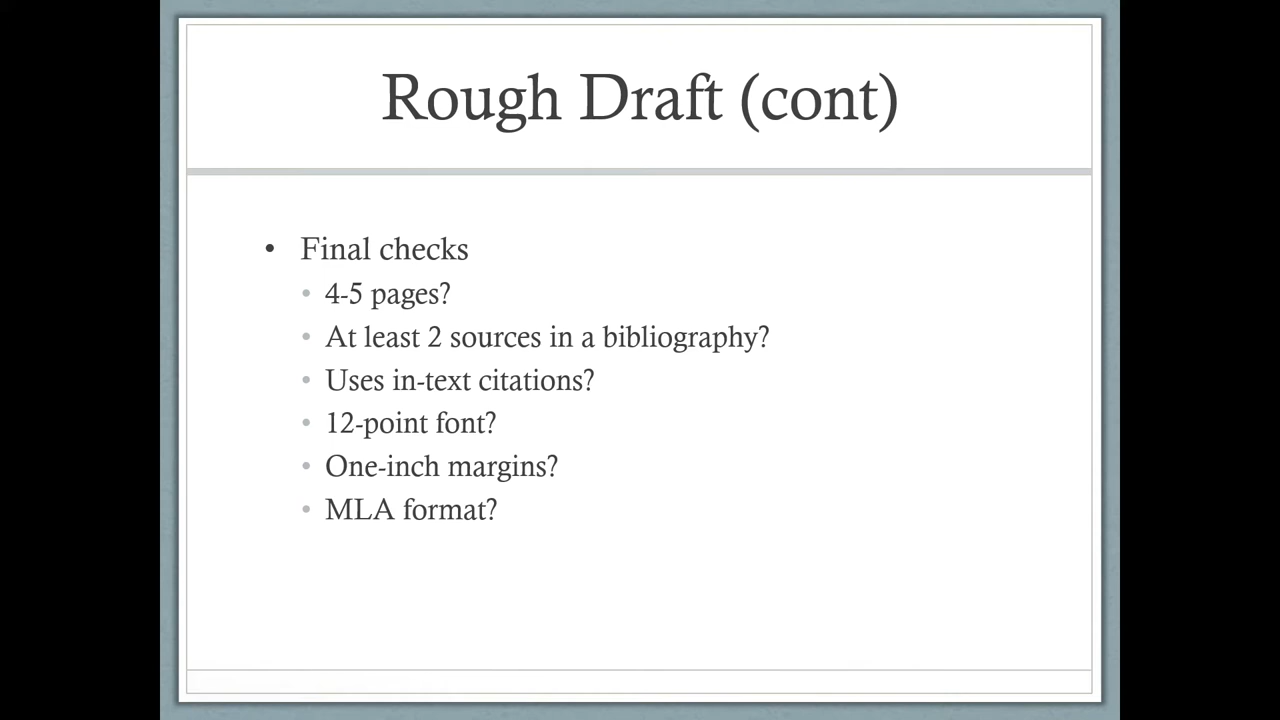 Rough Draft (cont)
• Final checks
• 4-5 pages?
• At least 2 sources in a bibliography?
• Uses in-text citations?
• 12-point font?
• One-inch margins?
• MLA format?